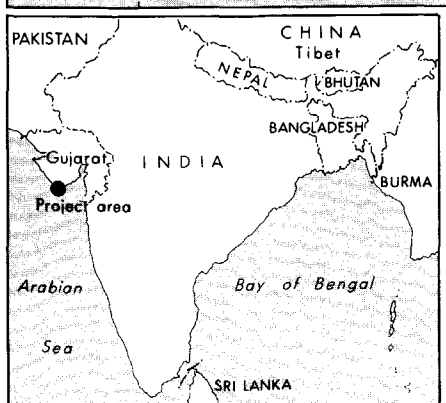 PAKISTAN
CHINA
Tibet
NEPAL
BHUTAN
BANGLADESH
Gujarat
INDIA
BURMA
Project area
Arabian
Sea
Bay of Bengal
SRI LANKA